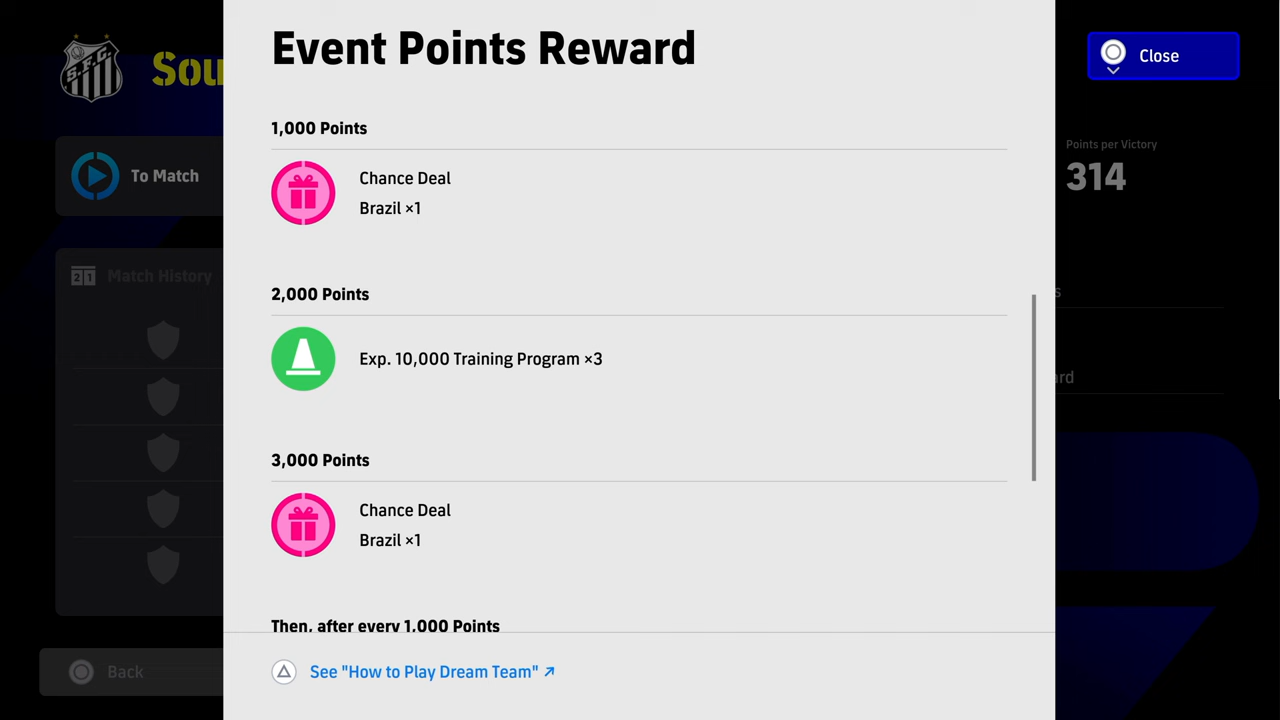 Event Points Reward
Close
S.F.C.
Sou
1,000 Points
Points per Victory
314
To Match
Chance Deal
Brazil ×1
21
Match History
2,000 Points
Exp. 10,000 Training Program ×3
3,000 Points
Chance Deal
Brazil ×1
Then, after every 1,000 Points
Back
See "How to Play Dream Team"